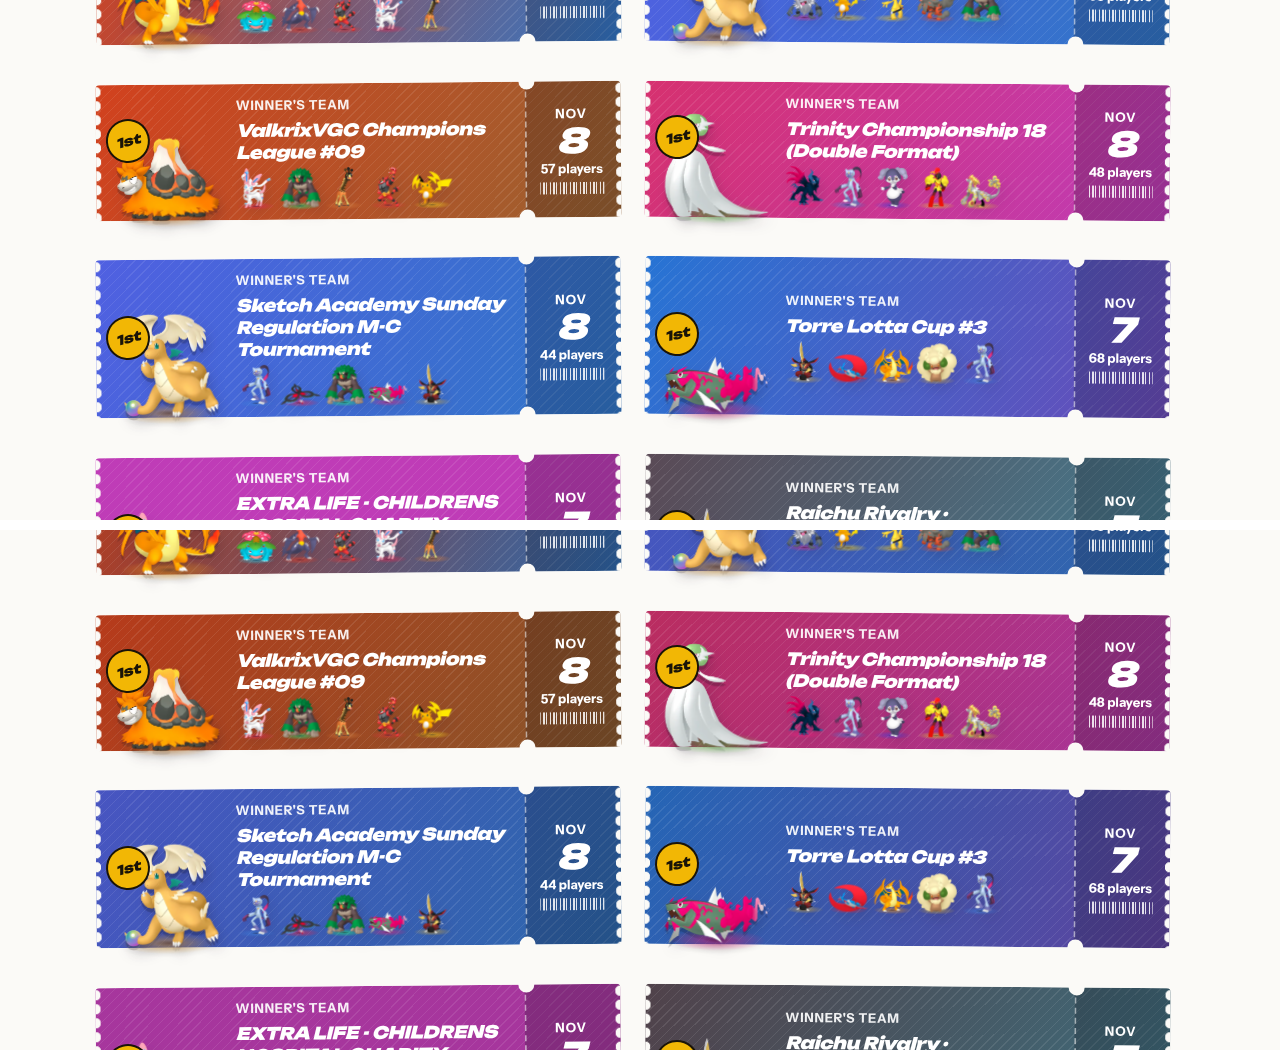 WINNER'S TEAM
ValkrixVGC Champions
League #09
1st
NOV
8
57 players
WINNER'S TEAM
Trinity Championship 18
(Double Format)
1st
NOV
8
48 players
WINNER'S TEAM
Sketch Academy Sunday
Regulation M-C
Tournament
1st
NOV
8
44 players
WINNER'S TEAM
Torre Lotta Cup #3
1st
NOV
7
68 players
WINNER'S TEAM
EXTRA LIFE - CHILDRENS
HOSPITAL CHARITY
NOV
WINNER'S TEAM
Raichu Rivalry •
NOV
players
WINNER'S TEAM
ValkrixVGC Champions
League #09
1st
NOV
8
57 players
WINNER'S TEAM
Trinity Championship 18
(Double Format)
1st
NOV
8
48 players
WINNER'S TEAM
Sketch Academy Sunday
Regulation M-C
Tournament
1st
NOV
8
44 players
WINNER'S TEAM
Torre Lotta Cup #3
1st
NOV
7
68 players
WINNER'S TEAM
EXTRA LIFE - CHILDRENS
HOSPITAL CHARITY
NOV
WINNER'S TEAM
Raichu Rivalry •
NOV